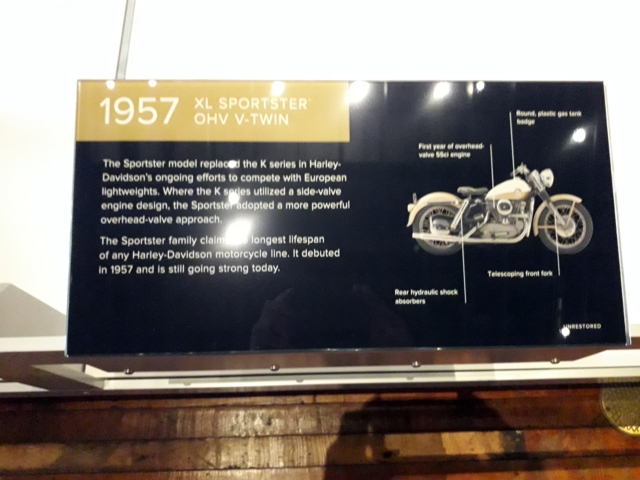 1957 XL SPORTSTER
OHV V-TWIN
The Sportster model replaced the K series in Harley-
Davidson's ongoing efforts to compete with European
lightweights. Where the K series utilized a side-valve
engine design, the Sportster adopted a more powerful
overhead-valve approach.
The Sportster family claims longest lifespan
of any Harley-Davidson motorcycle line. It debuted
in 1957 and is still going strong today.
Round, plastic gas tank
badge
First year of overhead-
valve 55ci engine
Telescoping front fork
Rear hydraulic shock
absorbers
UNRESTORED